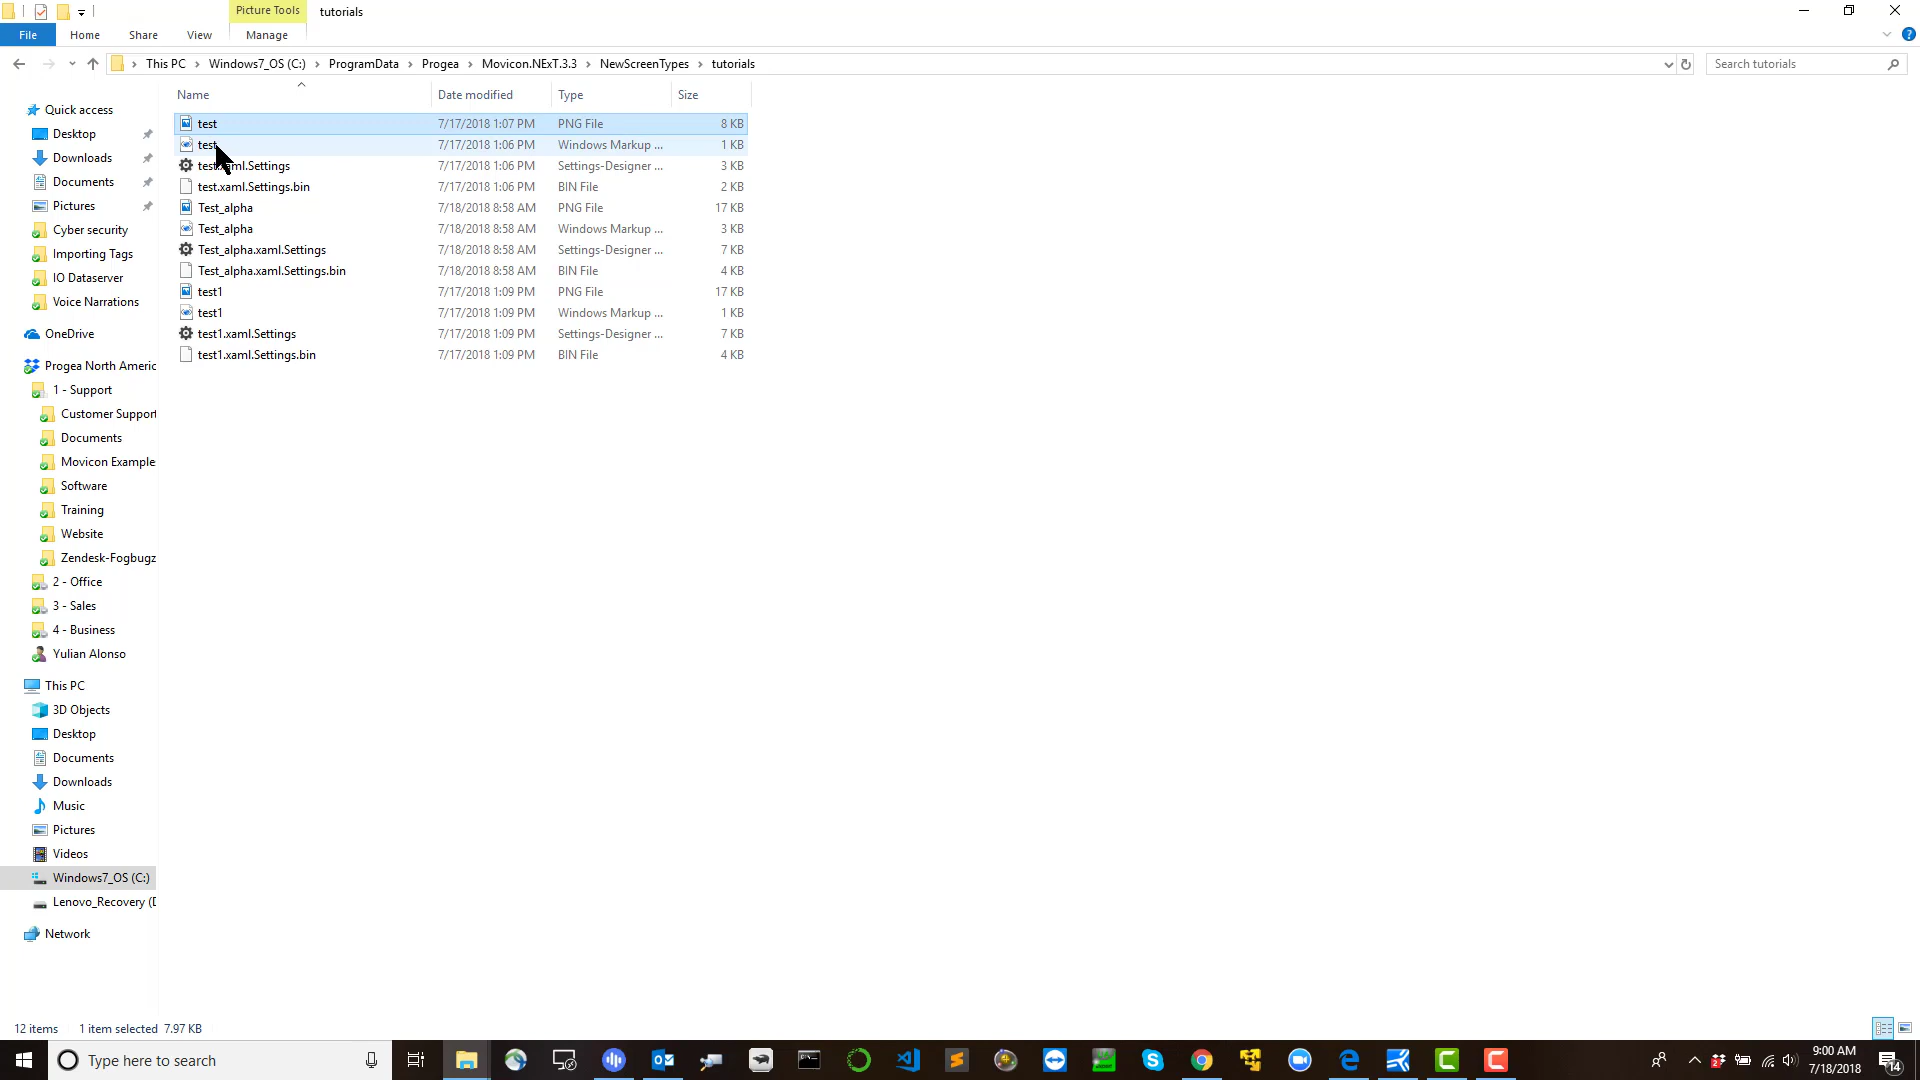 Picture Tools
tutorials
File
Home
Share
View
Manage
This PC
Windows7_OS (C:)
ProgramData
Progea
Movicon.NExT.3.3
NewScreenTypes
tutorials
Search tutorials
Name
Date modified
Type
Size
test 7/17/2018 1:07 PM PNG File 8 KB
test 7/17/2018 1:06 PM Windows Markup ... 1 KB
test.xaml.Settings 7/17/2018 1:06 PM Settings-Designer ... 3 KB
test.xaml.Settings.bin 7/17/2018 1:06 PM BIN File 2 KB
Test_alpha 7/18/2018 8:58 AM PNG File 17 KB
Test_alpha 7/18/2018 8:58 AM Windows Markup ... 3 KB
Test_alpha.xaml.Settings 7/18/2018 8:58 AM Settings-Designer ... 7 KB
Test_alpha.xaml.Settings.bin 7/18/2018 8:58 AM BIN File 4 KB
test1 7/17/2018 1:09 PM PNG File 17 KB
test1 7/17/2018 1:09 PM Windows Markup ... 1 KB
test1.xaml.Settings 7/17/2018 1:09 PM Settings-Designer ... 7 KB
test1.xaml.Settings.bin 7/17/2018 1:09 PM BIN File 4 KB
Quick access
Desktop
Downloads
Documents
Pictures
Cyber security
Importing Tags
IO Dataserver
Voice Narrations
OneDrive
Progea North Americ
1 - Support
Customer Support
Documents
Movicon Example
Software
Training
Website
Zendesk-Fogbugz
2 - Office
3 - Sales
4 - Business
Yulian Alonso
This PC
3D Objects
Desktop
Documents
Downloads
Music
Pictures
Videos
Windows7_OS (C:)
Lenovo_Recovery (D
Network
12 items
1 item selected 7.97 KB
Type here to search
9:00 AM
7/18/2018
14